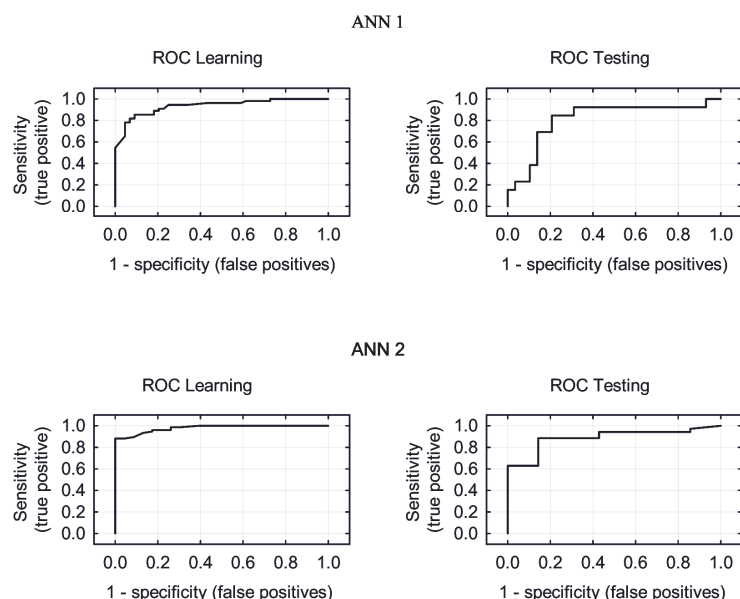 ANN 1
ROC Learning
ROC Testing
Sensitivity
(true positive)
1.0
0.8
0.6
0.4
0.2
0.0
0.0 0.2 0.4 0.6 0.8 1.0
1 - specificity (false positives)
Sensitivity
(true positive)
1.0
0.8
0.6
0.4
0.2
0.0
0.0 0.2 0.4 0.6 0.8 1.0
1 - specificity (false positives)
ANN 2
ROC Learning
ROC Testing
Sensitivity
(true positive)
1.0
0.8
0.6
0.4
0.2
0.0
0.0 0.2 0.4 0.6 0.8 1.0
1 - specificity (false positives)
Sensitivity
(true positive)
1.0
0.8
0.6
0.4
0.2
0.0
0.0 0.2 0.4 0.6 0.8 1.0
1 - specificity (false positives)